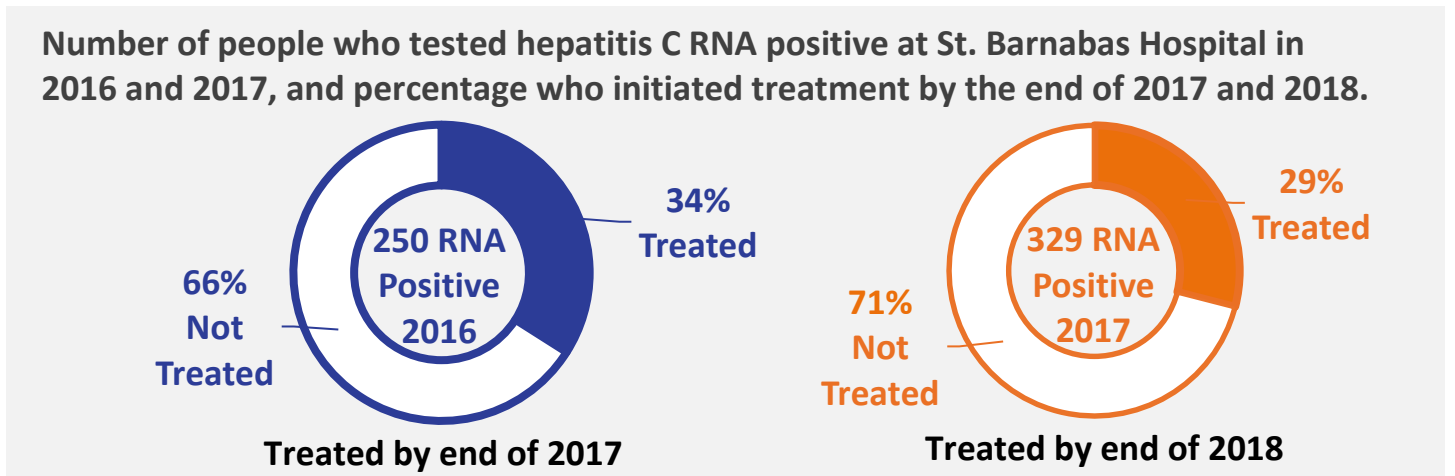 Number of people who tested hepatitis C RNA positive at St. Barnabas Hospital in
2016 and 2017, and percentage who initiated treatment by the end of 2017 and 2018.
34%
Treated
250 RNA
Positive
2016
66%
Not
Treated
Treated by end of 2017
29%
Treated
329 RNA
Positive
2017
71%
Not
Treated
Treated by end of 2018